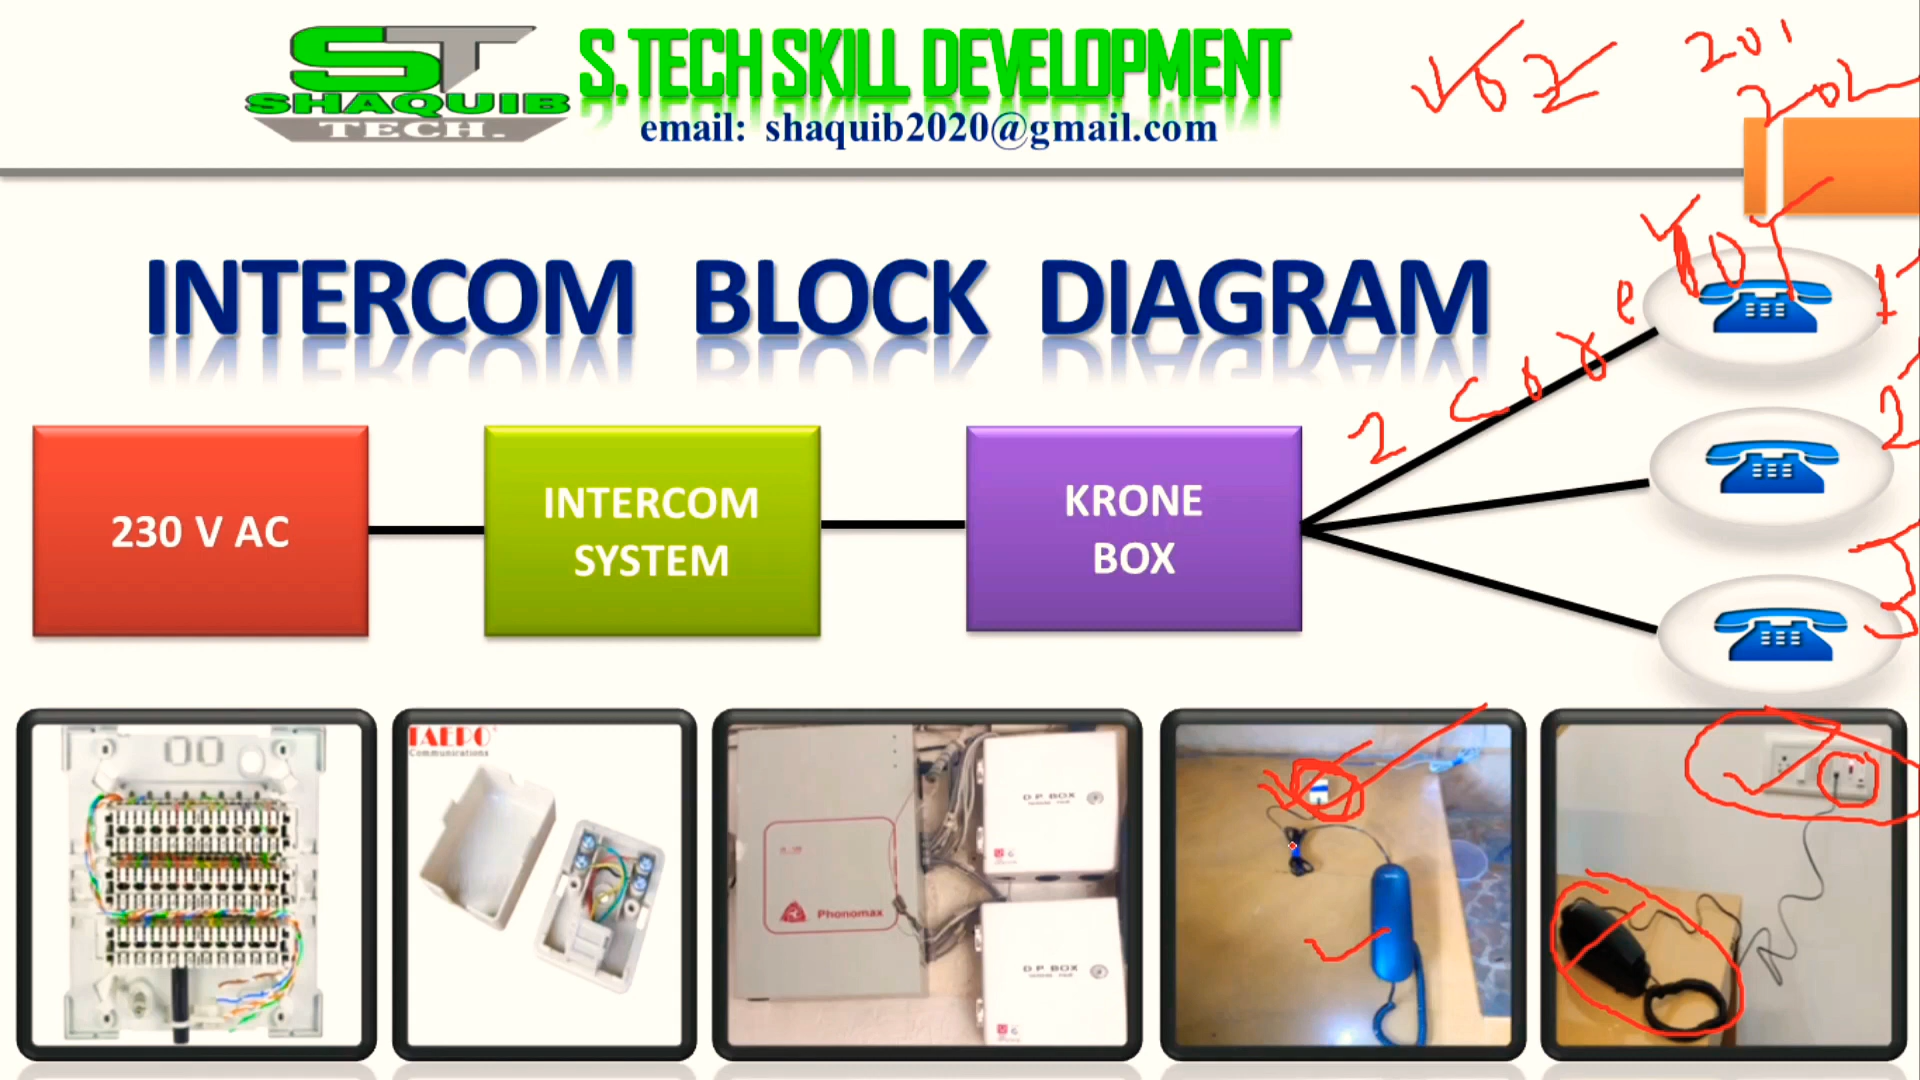 ST
SHAQUIB
TECH.
S.TECH SKILL DEVELOPMENT
email: shaquib2020@gmail.com
201
202
INTERCOM BLOCK DIAGRAM
2 Core
1
2
3
230 V AC
INTERCOM
SYSTEM
KRONE
BOX
Communications
D P BOX
Phonomax
D P BOX